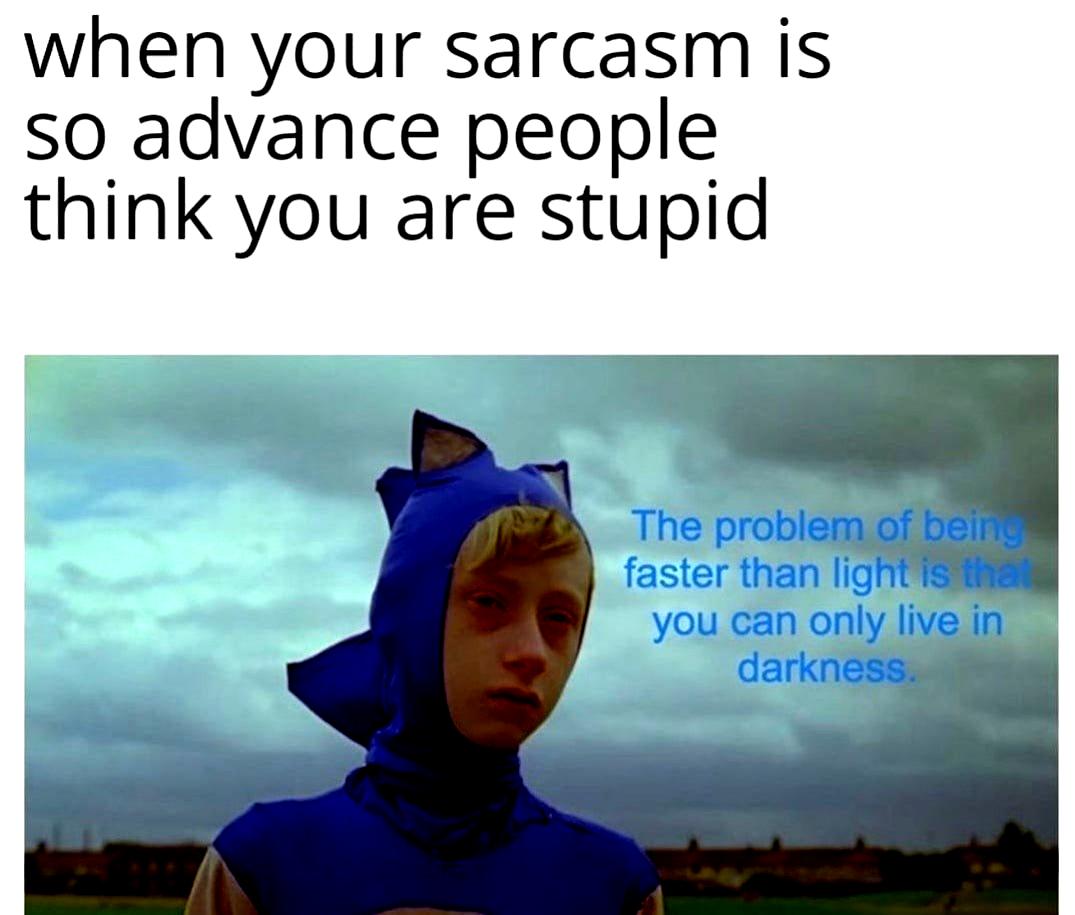 when your sarcasm is
so advance people
think you are stupid
The problem of being
faster than light is that
you can only live in
darkness.